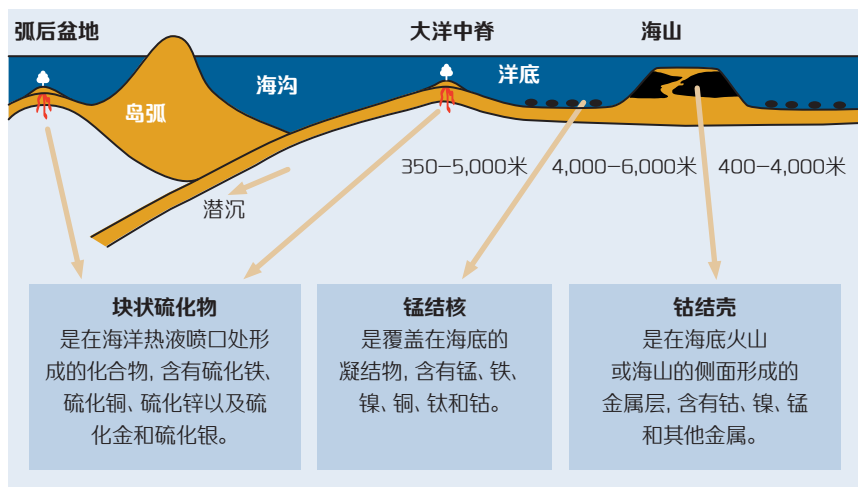 弧后盆地
大洋中脊
海山
海沟
洋底
岛弧
350–5,000米
4,000–6,000米
400–4,000米
潜沉
块状硫化物
是在海洋热液喷口处形
成的化合物, 含有硫化铁、
硫化铜、硫化锌以及硫
化金和硫化银。
锰结核
是覆盖在海底的
凝结物, 含有锰、铁、
镍、铜、钛和钴。
钴结壳
是在海底火山
或海山的侧面形成的
金属层, 含有钴、镍、锰
和其他金属。